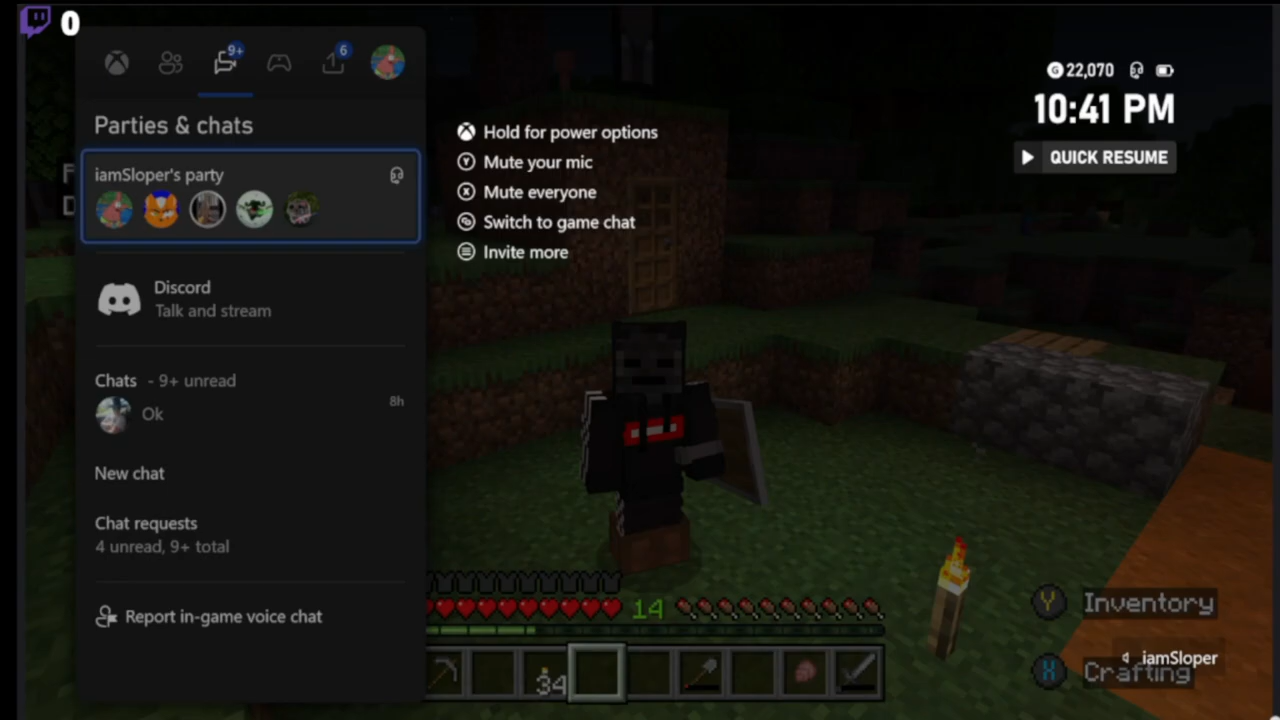 0
9+
6
Parties & chats
iamSloper's party
Discord
Talk and stream
Chats - 9+ unread
Ok
8h
New chat
Chat requests
4 unread, 9+ total
Report in-game voice chat
Hold for power options
Y Mute your mic
X Mute everyone
Switch to game chat
Invite more
G 22,070
10:41 PM
QUICK RESUME
14
34
Y Inventory
iamSloper
X Crafting